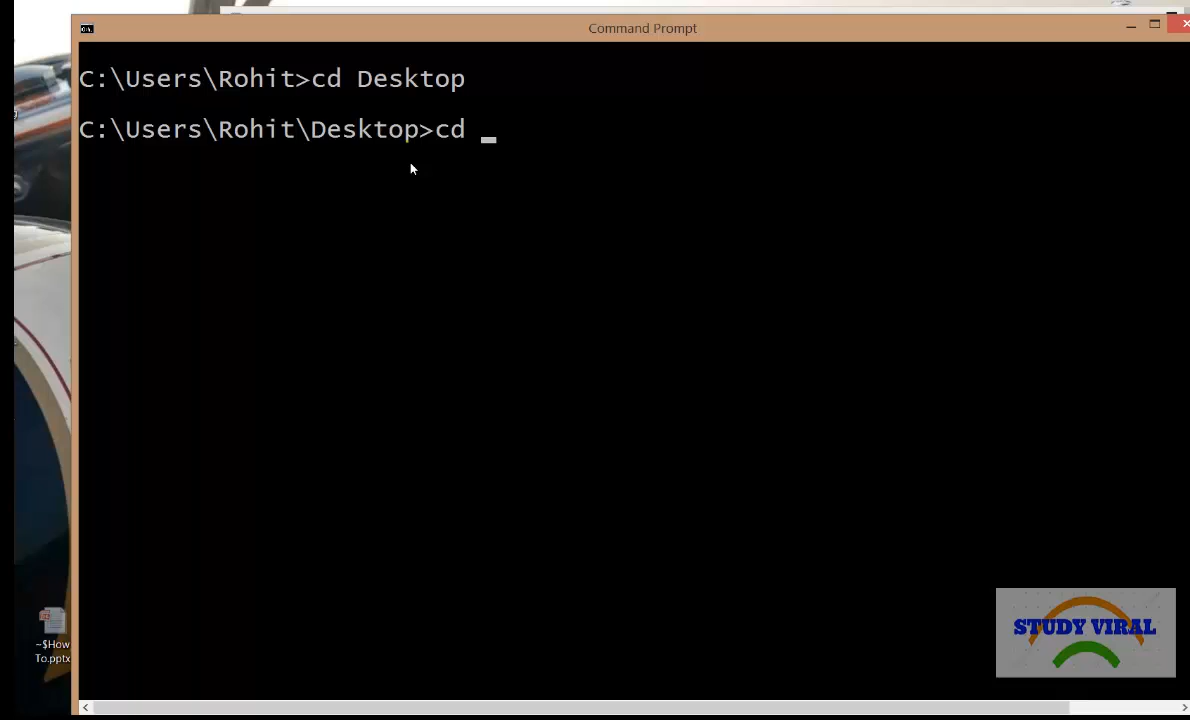 Command Prompt
C:\Users\Rohit>cd Desktop
C:\Users\Rohit\Desktop>cd _
STUDY VIRAL
~$How
To.pptx